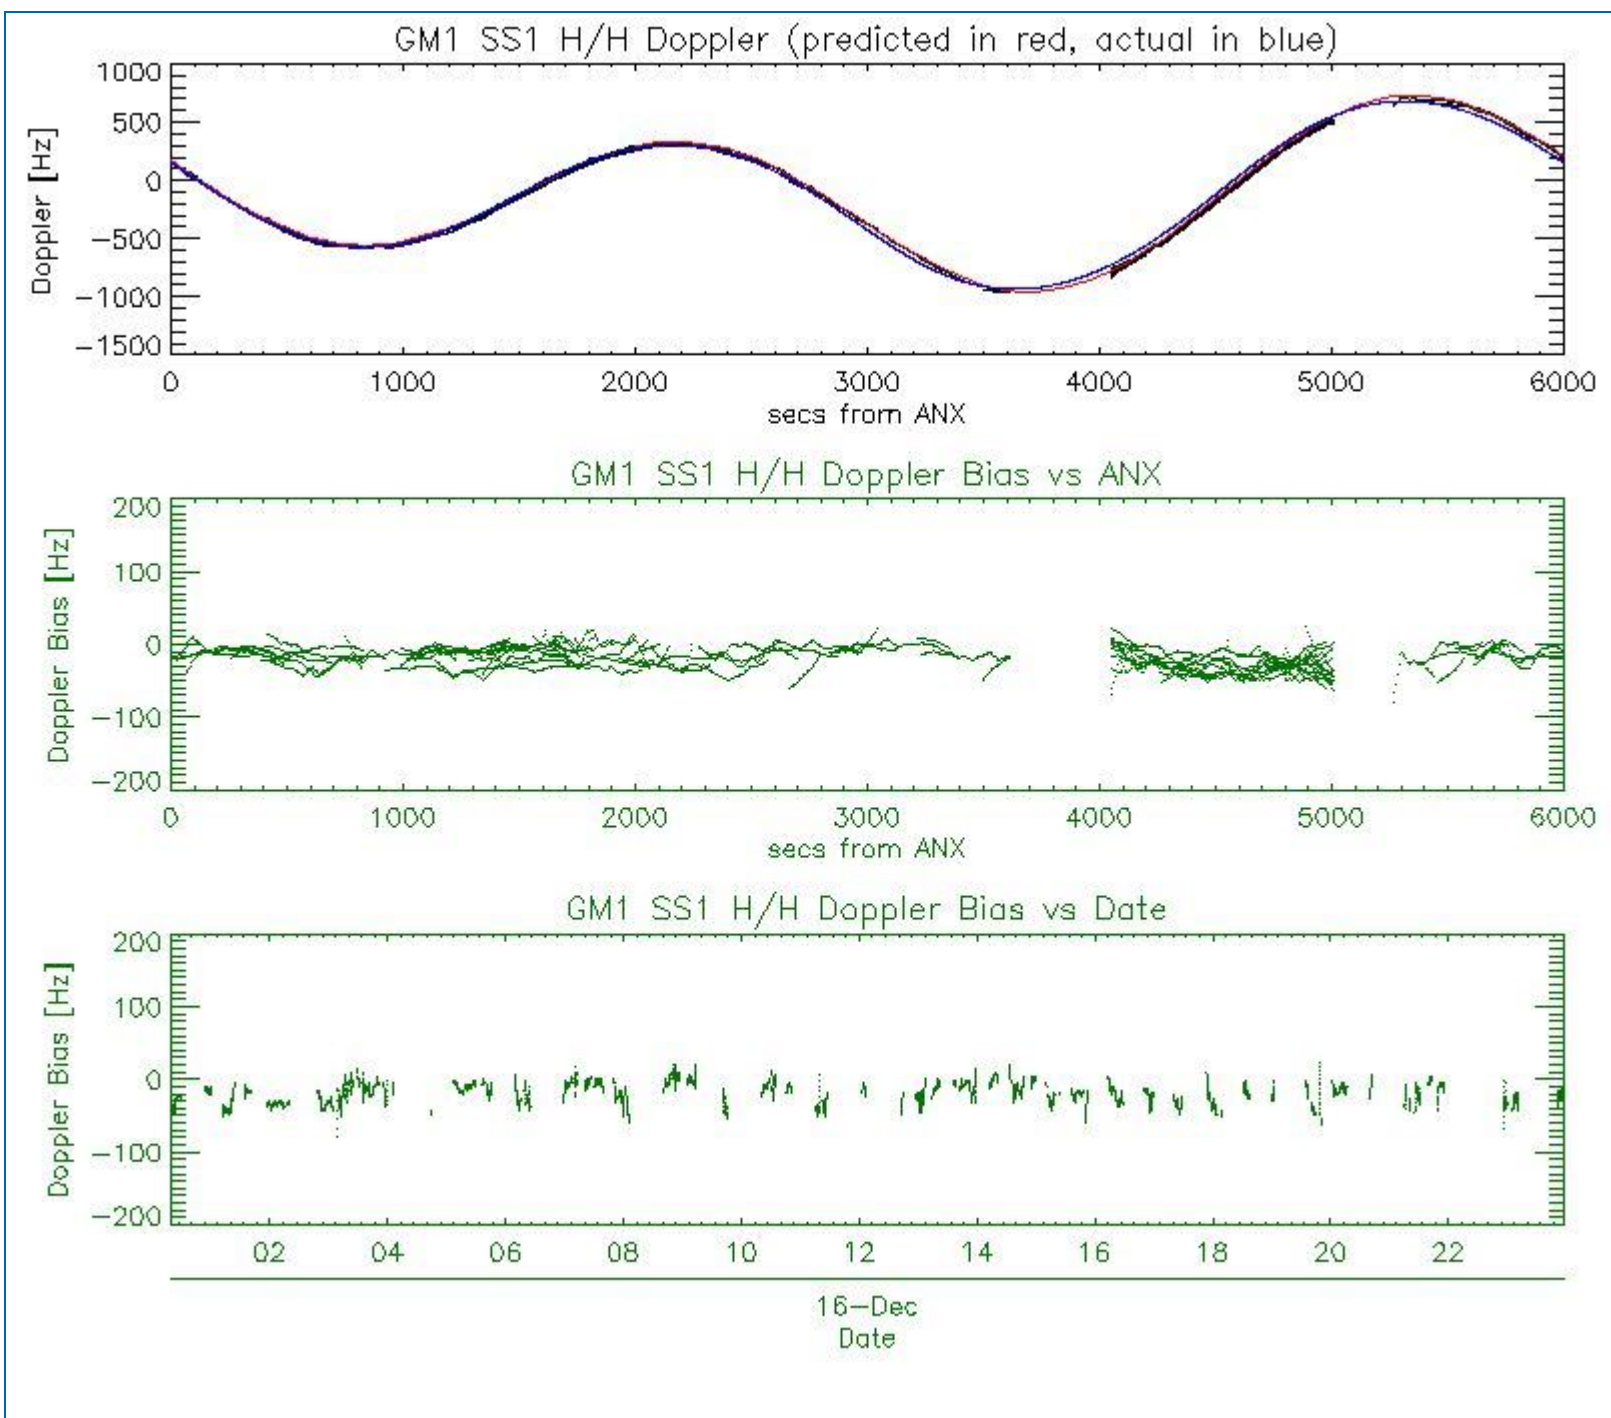 GM1 SS1 H/H Doppler (predicted in red, actual in blue)
1000
500
0
−500
−1000
−1500
Doppler [Hz]
0 1000 2000 3000 4000 5000 6000
secs from ANX
GM1 SS1 H/H Doppler Bias vs ANX
200
100
0
−100
−200
Doppler Bias [Hz]
0 1000 2000 3000 4000 5000 6000
secs from ANX
GM1 SS1 H/H Doppler Bias vs Date
200
100
0
−100
−200
Doppler Bias [Hz]
02 04 06 08 10 12 14 16 18 20 22
16−Dec
Date